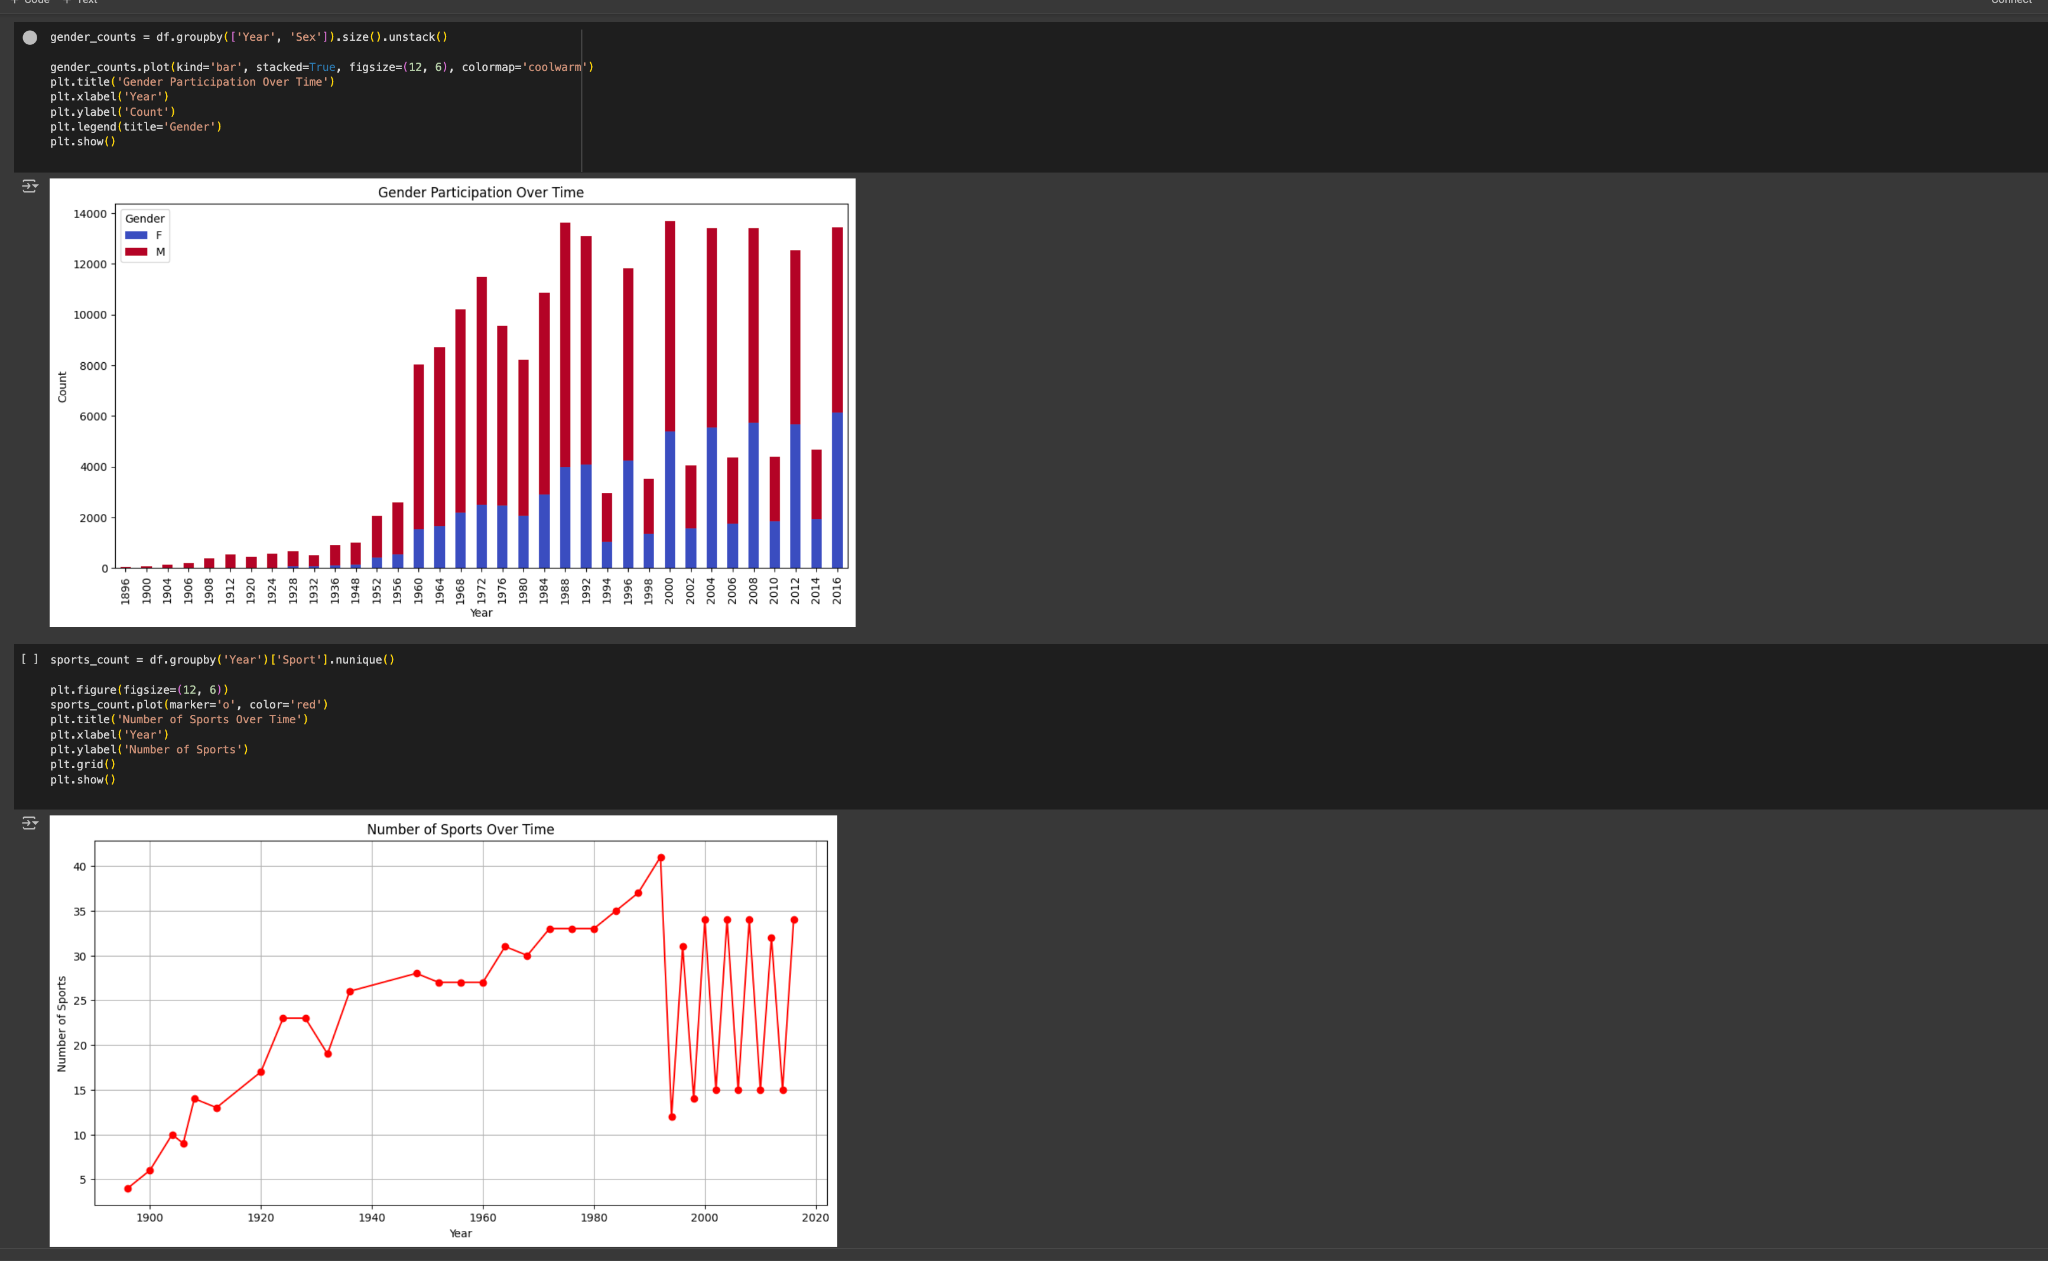 + Code + Text
Connect
gender_counts = df.groupby(['Year', 'Sex']).size().unstack()
gender_counts.plot(kind='bar', stacked=True, figsize=(12, 6), colormap='coolwarm')
plt.title('Gender Participation Over Time')
plt.xlabel('Year')
plt.ylabel('Count')
plt.legend(title='Gender')
plt.show()
Gender Participation Over Time
Gender
F
M
14000
12000
10000
8000
6000
4000
2000
0
Count
1896 1900 1904 1906 1908 1912 1920 1924 1928 1932 1936 1948 1952 1956 1960 1964 1968 1972 1976 1980 1984 1988 1992 1994 1996 1998 2000 2002 2004 2006 2008 2010 2012 2014 2016
Year
[ ] sports_count = df.groupby('Year')['Sport'].nunique()
plt.figure(figsize=(12, 6))
sports_count.plot(marker='o', color='red')
plt.title('Number of Sports Over Time')
plt.xlabel('Year')
plt.ylabel('Number of Sports')
plt.grid()
plt.show()
Number of Sports Over Time
40
35
30
25
20
15
10
5
Number of Sports
1900 1920 1940 1960 1980 2000 2020
Year